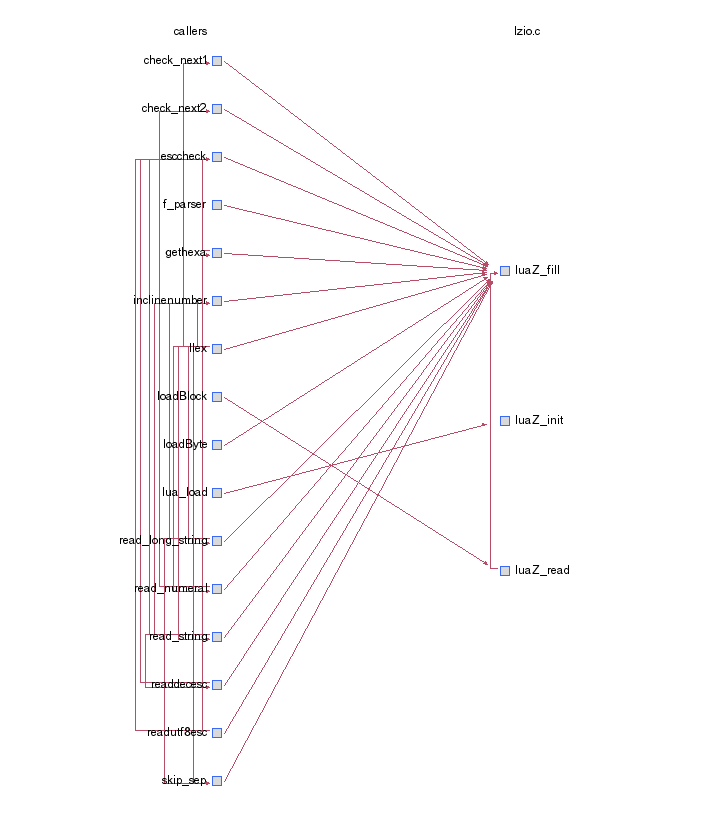 callers
lzio.c
check_next1
check_next2
esccheck
f_parser
gethexa
luaZ_fill
inclinenumber
llex
loadBlock
luaZ_init
loadByte
lua_load
read_long_string
luaZ_read
read_numeral
read_string
readdecesc
readutf8esc
skip_sep